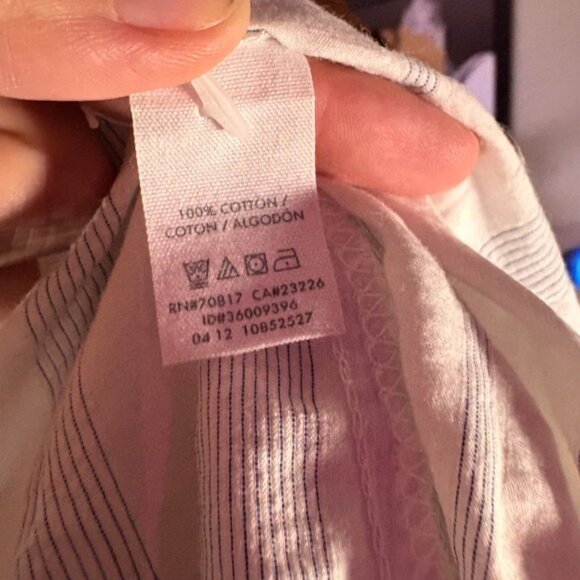 100% COTTON /
COTON / ALGODÓN
RN#70817 CA#23226
ID#36009396
04 12 10852527